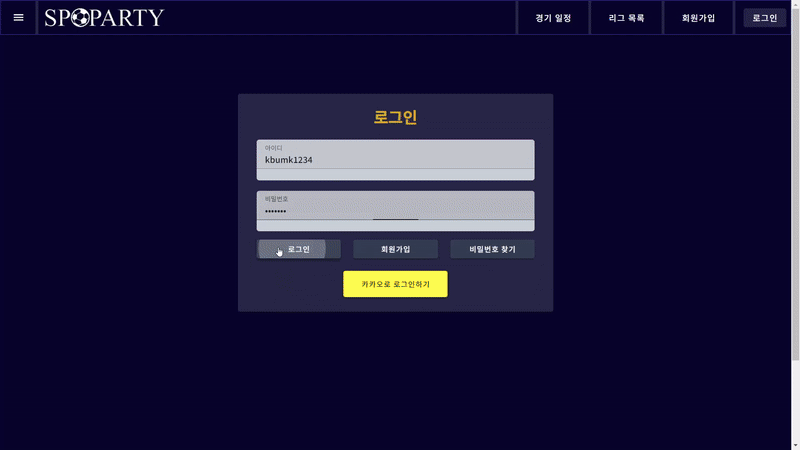 SPOPARTY
경기 일정
리그 목록
회원가입
로그인
로그인
아이디
kbumk1234
비밀번호
•••••••
로그인
회원가입
비밀번호 찾기
카카오로 로그인하기